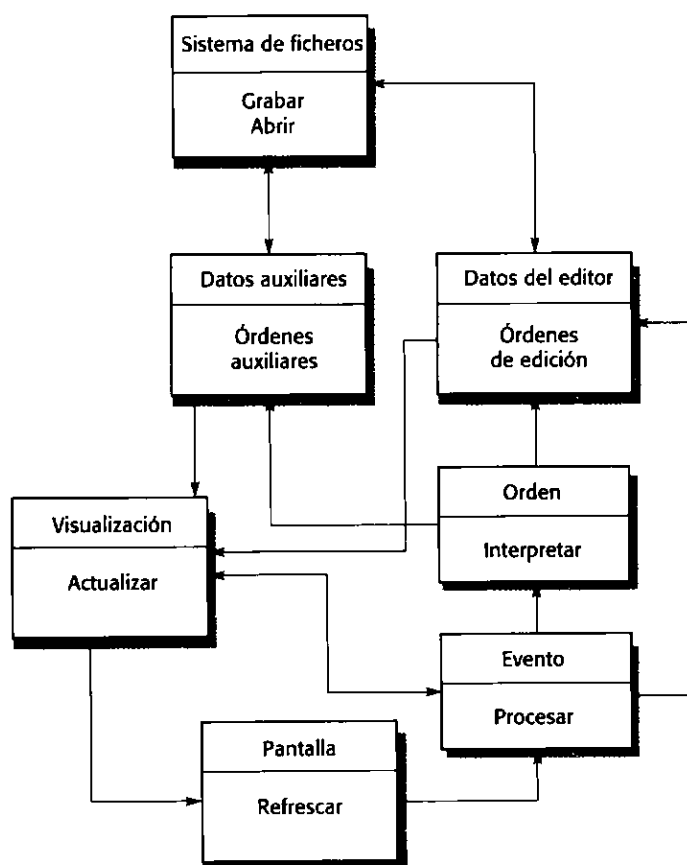 Sistema de ficheros
Grabar
Abrir
Datos auxiliares
Órdenes
auxiliares
Datos del editor
Órdenes
de edición
Orden
Interpretar
Visualización
Actualizar
Evento
Procesar
Pantalla
Refrescar